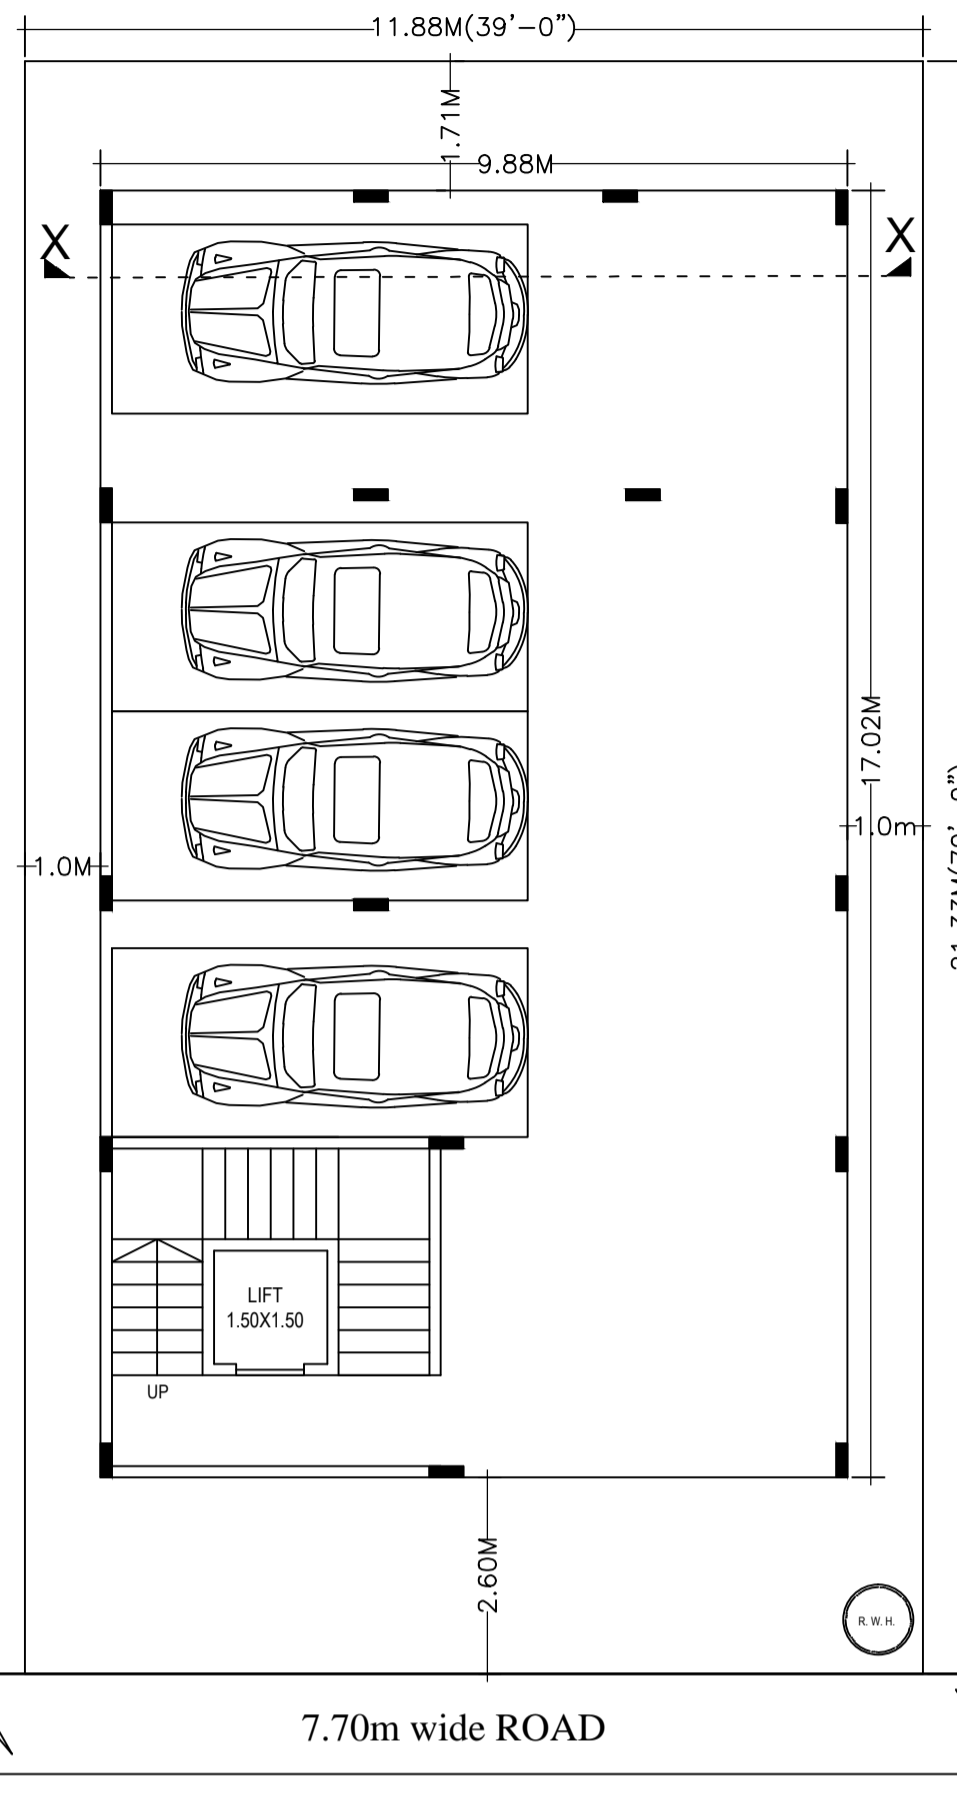 11.88M(39'-0")
1.71M
9.88M
X
X
17.02M
1.0m
1.0M
LIFT
1.50X1.50
UP
2.60M
R. W. H.
7.70m wide ROAD